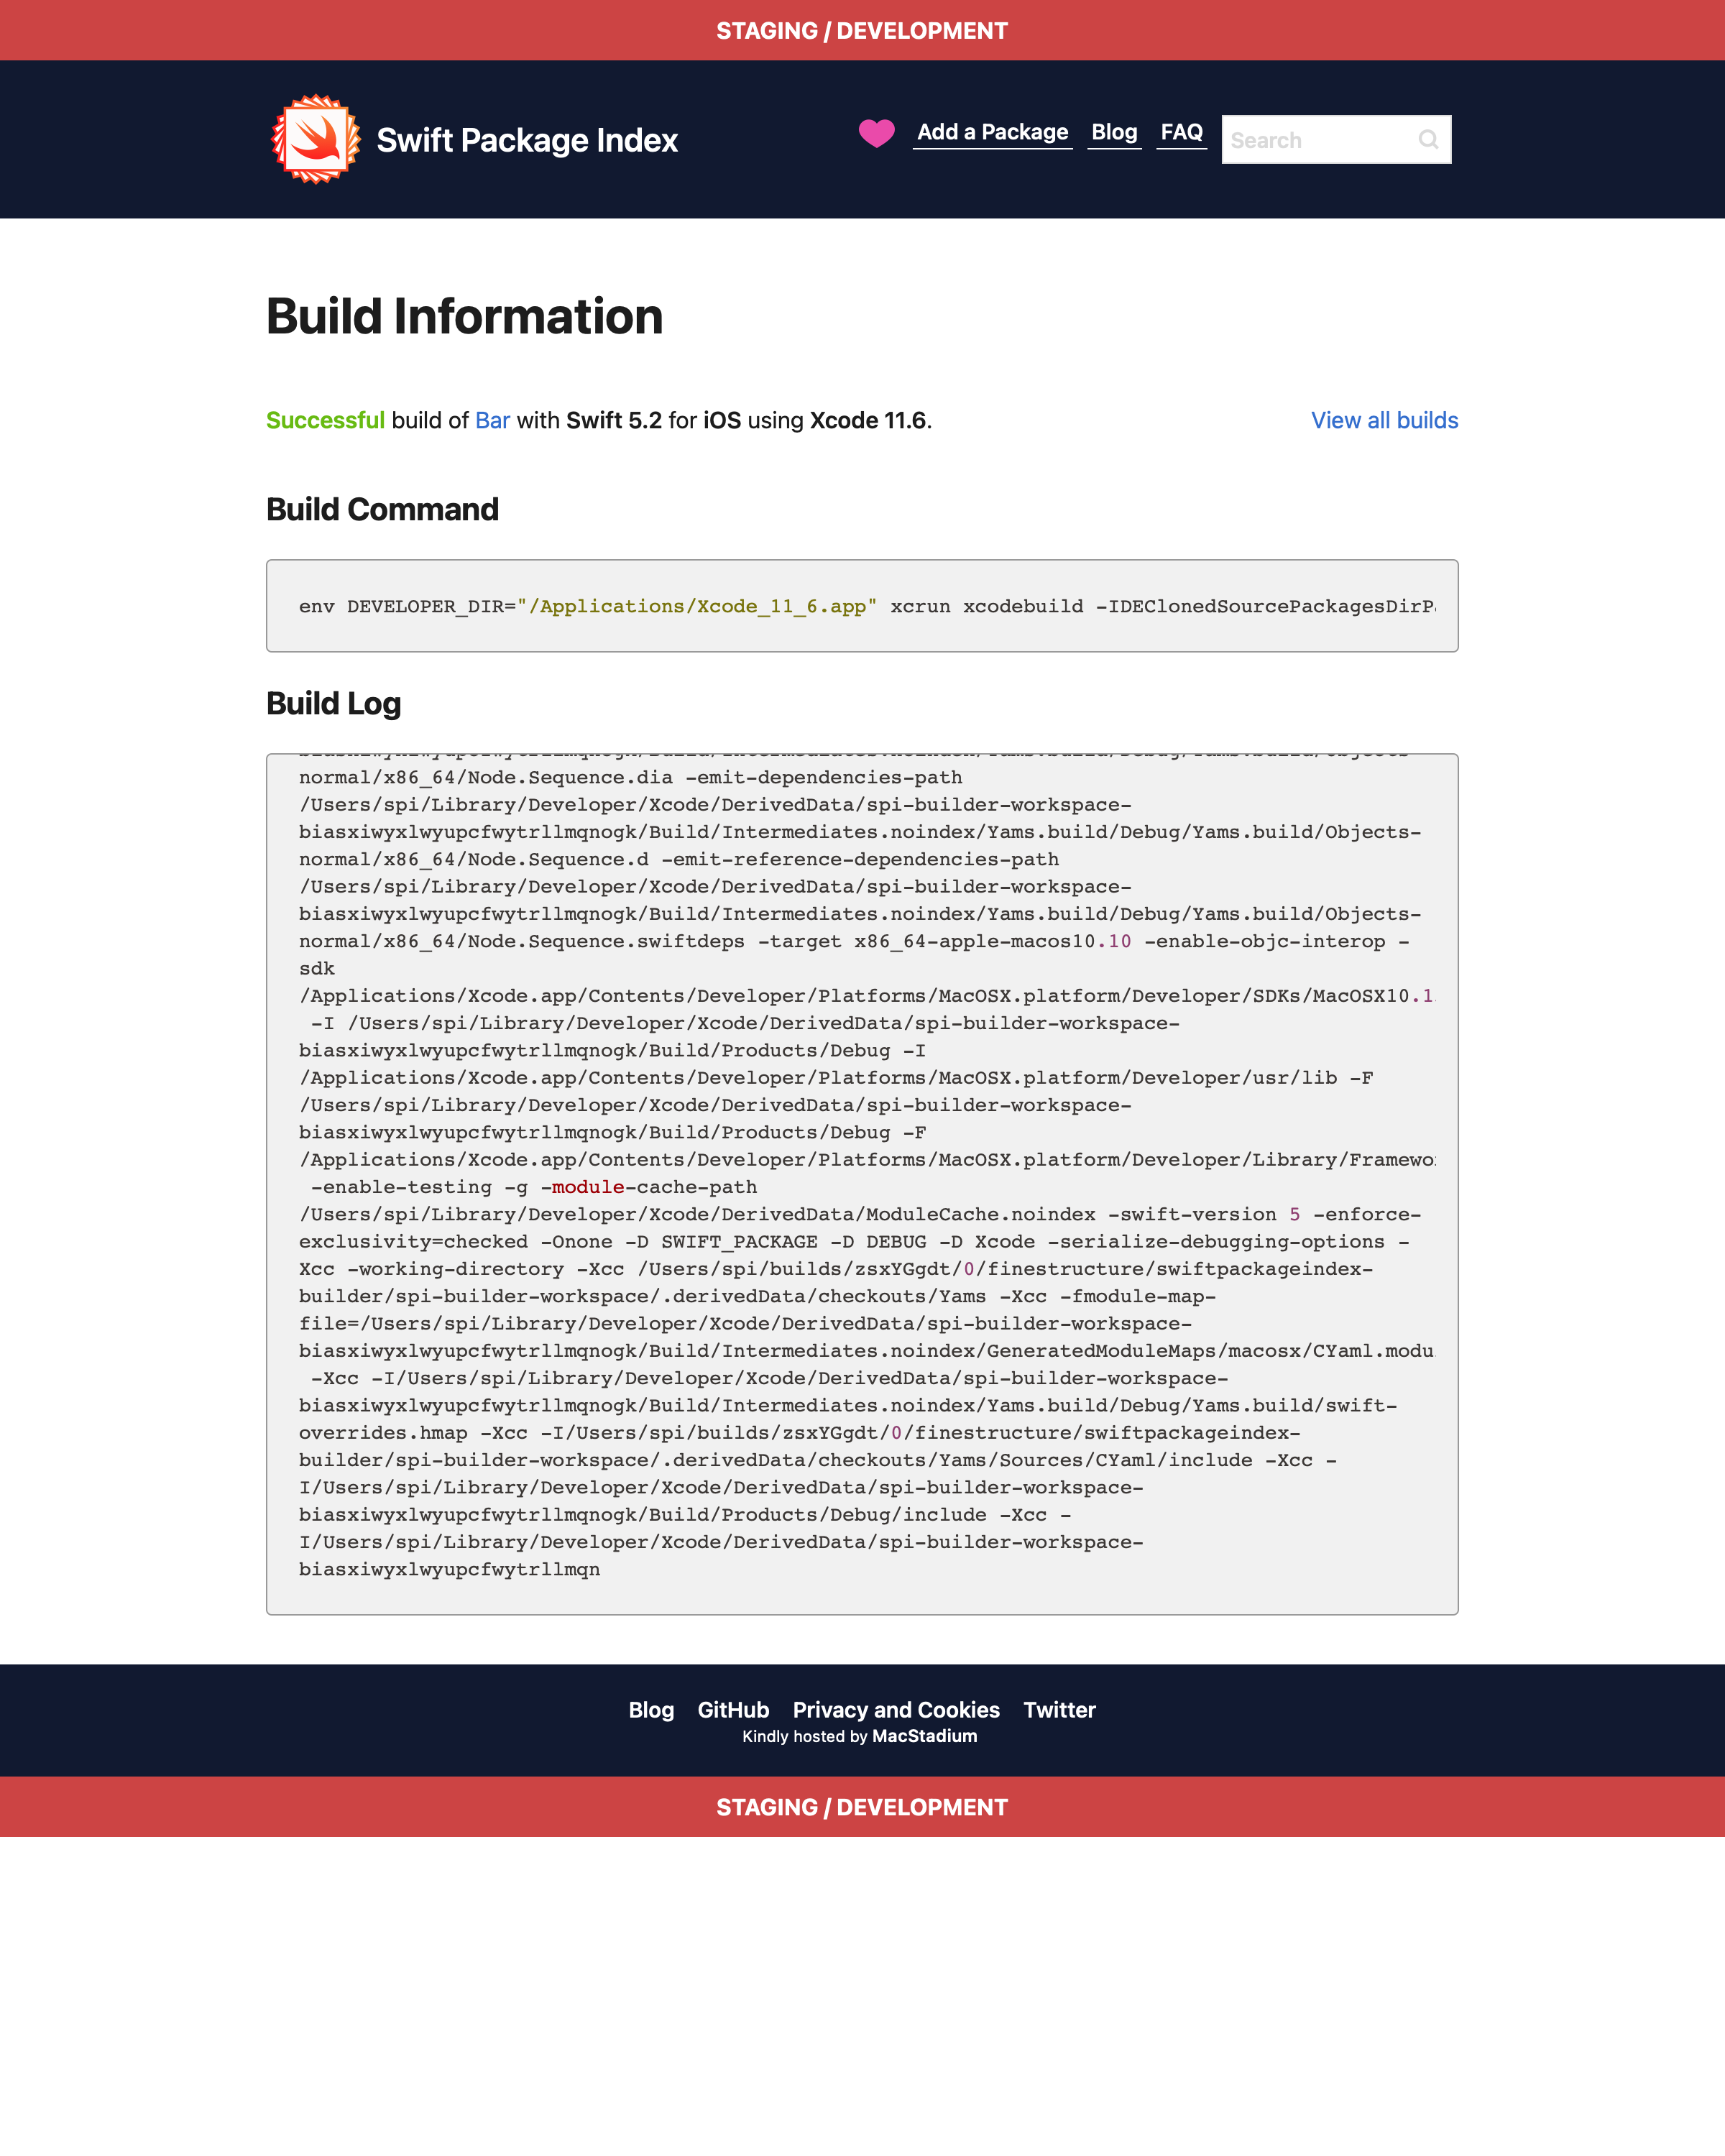 STAGING / DEVELOPMENT
Swift Package Index
Add a Package Blog FAQ Search
Build Information
Successful build of Bar with Swift 5.2 for iOS using Xcode 11.6. View all builds
Build Command
env DEVELOPER_DIR="/Applications/Xcode_11_6.app" xcrun xcodebuild -IDEClonedSourcePackagesDirPa
Build Log
normal/x86_64/Node.Sequence.dia -emit-dependencies-path
/Users/spi/Library/Developer/Xcode/DerivedData/spi-builder-workspace-
biasxiwyxlwyupcfwytrllmqnogk/Build/Intermediates.noindex/Yams.build/Debug/Yams.build/Objects-
normal/x86_64/Node.Sequence.d -emit-reference-dependencies-path
/Users/spi/Library/Developer/Xcode/DerivedData/spi-builder-workspace-
biasxiwyxlwyupcfwytrllmqnogk/Build/Intermediates.noindex/Yams.build/Debug/Yams.build/Objects-
normal/x86_64/Node.Sequence.swiftdeps -target x86_64-apple-macos10.10 -enable-objc-interop -
sdk
/Applications/Xcode.app/Contents/Developer/Platforms/MacOSX.platform/Developer/SDKs/MacOSX10.1
-I /Users/spi/Library/Developer/Xcode/DerivedData/spi-builder-workspace-
biasxiwyxlwyupcfwytrllmqnogk/Build/Products/Debug -I
/Applications/Xcode.app/Contents/Developer/Platforms/MacOSX.platform/Developer/usr/lib -F
/Users/spi/Library/Developer/Xcode/DerivedData/spi-builder-workspace-
biasxiwyxlwyupcfwytrllmqnogk/Build/Products/Debug -F
/Applications/Xcode.app/Contents/Developer/Platforms/MacOSX.platform/Developer/Library/Framewo
-enable-testing -g -module-cache-path
/Users/spi/Library/Developer/Xcode/DerivedData/ModuleCache.noindex -swift-version 5 -enforce-
exclusivity=checked -Onone -D SWIFT_PACKAGE -D DEBUG -D Xcode -serialize-debugging-options -
Xcc -working-directory -Xcc /Users/spi/builds/zsxYGgdt/0/finestructure/swiftpackageindex-
builder/spi-builder-workspace/.derivedData/checkouts/Yams -Xcc -fmodule-map-
file=/Users/spi/Library/Developer/Xcode/DerivedData/spi-builder-workspace-
biasxiwyxlwyupcfwytrllmqnogk/Build/Intermediates.noindex/GeneratedModuleMaps/macosx/CYaml.modu
-Xcc -I/Users/spi/Library/Developer/Xcode/DerivedData/spi-builder-workspace-
biasxiwyxlwyupcfwytrllmqnogk/Build/Intermediates.noindex/Yams.build/Debug/Yams.build/swift-
overrides.hmap -Xcc -I/Users/spi/builds/zsxYGgdt/0/finestructure/swiftpackageindex-
builder/spi-builder-workspace/.derivedData/checkouts/Yams/Sources/CYaml/include -Xcc -
I/Users/spi/Library/Developer/Xcode/DerivedData/spi-builder-workspace-
biasxiwyxlwyupcfwytrllmqnogk/Build/Products/Debug/include -Xcc -
I/Users/spi/Library/Developer/Xcode/DerivedData/spi-builder-workspace-
biasxiwyxlwyupcfwytrllmqn
Blog GitHub Privacy and Cookies Twitter
Kindly hosted by MacStadium
STAGING / DEVELOPMENT